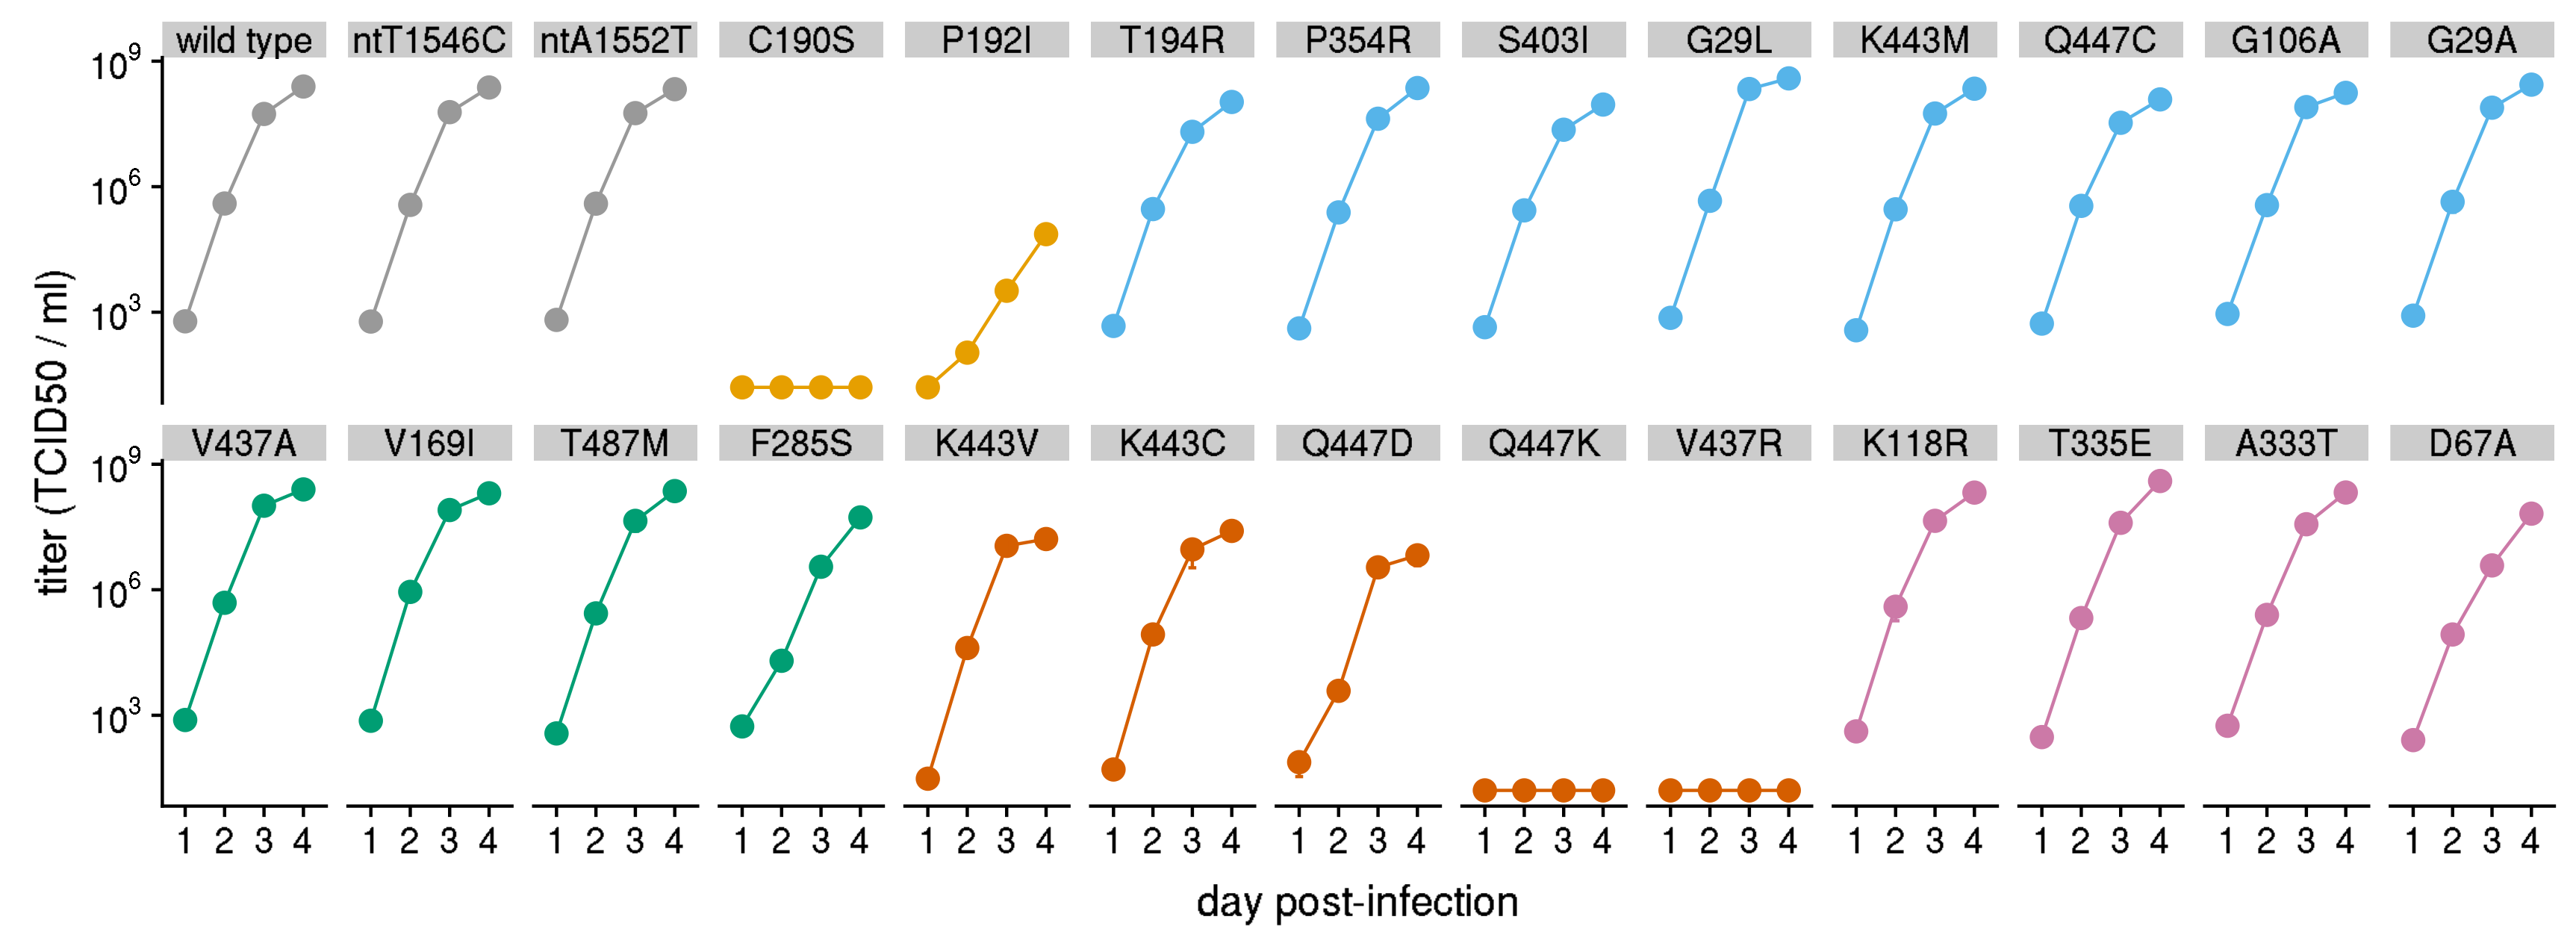 wild type ntT1546C ntA1552T C190S P192I T194R P354R S403I G29L K443M Q447C G106A G29A
10^9
10^6
10^3
titer (TCID50 / ml)
V437A V169I T487M F285S K443V K443C Q447D Q447K V437R K118R T335E A333T D67A
10^9
10^6
10^3
1 2 3 4 1 2 3 4 1 2 3 4 1 2 3 4 1 2 3 4 1 2 3 4 1 2 3 4 1 2 3 4 1 2 3 4 1 2 3 4 1 2 3 4 1 2 3 4 1 2 3 4
day post-infection